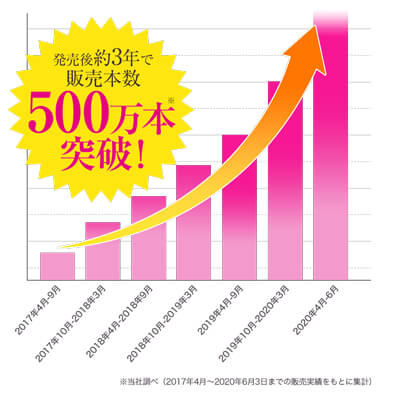 発売後約3年で
販売本数
500万本※
突破！
2017年4月-9月
2017年10月-2018年3月
2018年4月-2018年9月
2018年10月-2019年3月
2019年4月-9月
2019年10月-2020年3月
2020年4月-6月
※当社調べ（2017年4月～2020年6月3日までの販売実績をもとに集計）